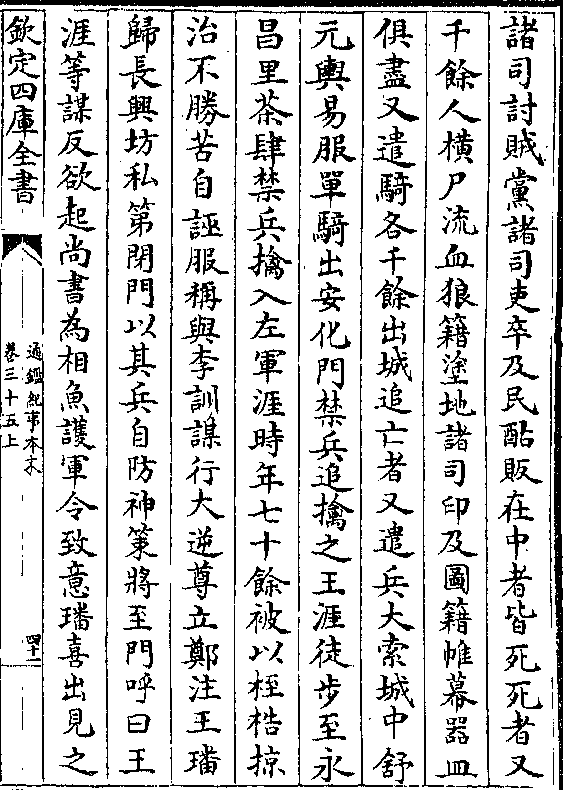 諸司討賊黨諸司吏卒及民酤販在中者皆死死者又
千餘人橫尸流血狼籍塗地諸司印及圖籍帷幕器皿
俱盡又遣騎各千餘出城追亡者又遣兵大索城中舒
元輿易服單騎出安化門禁兵追擒之王涯徒步至永
昌里茶肆禁兵擒入左軍涯時年七十餘被以桎梏掠
治不勝苦自誣服稱與李訓謀行大逆尊立鄭注王璠
歸長興坊私第閉門以其兵自防神策將至門呼曰王
涯等謀反欲起尚書為相魚護軍令致意璠喜出見之
欽定四庫全書
通鑑紀事本末
卷三十五上
四十一